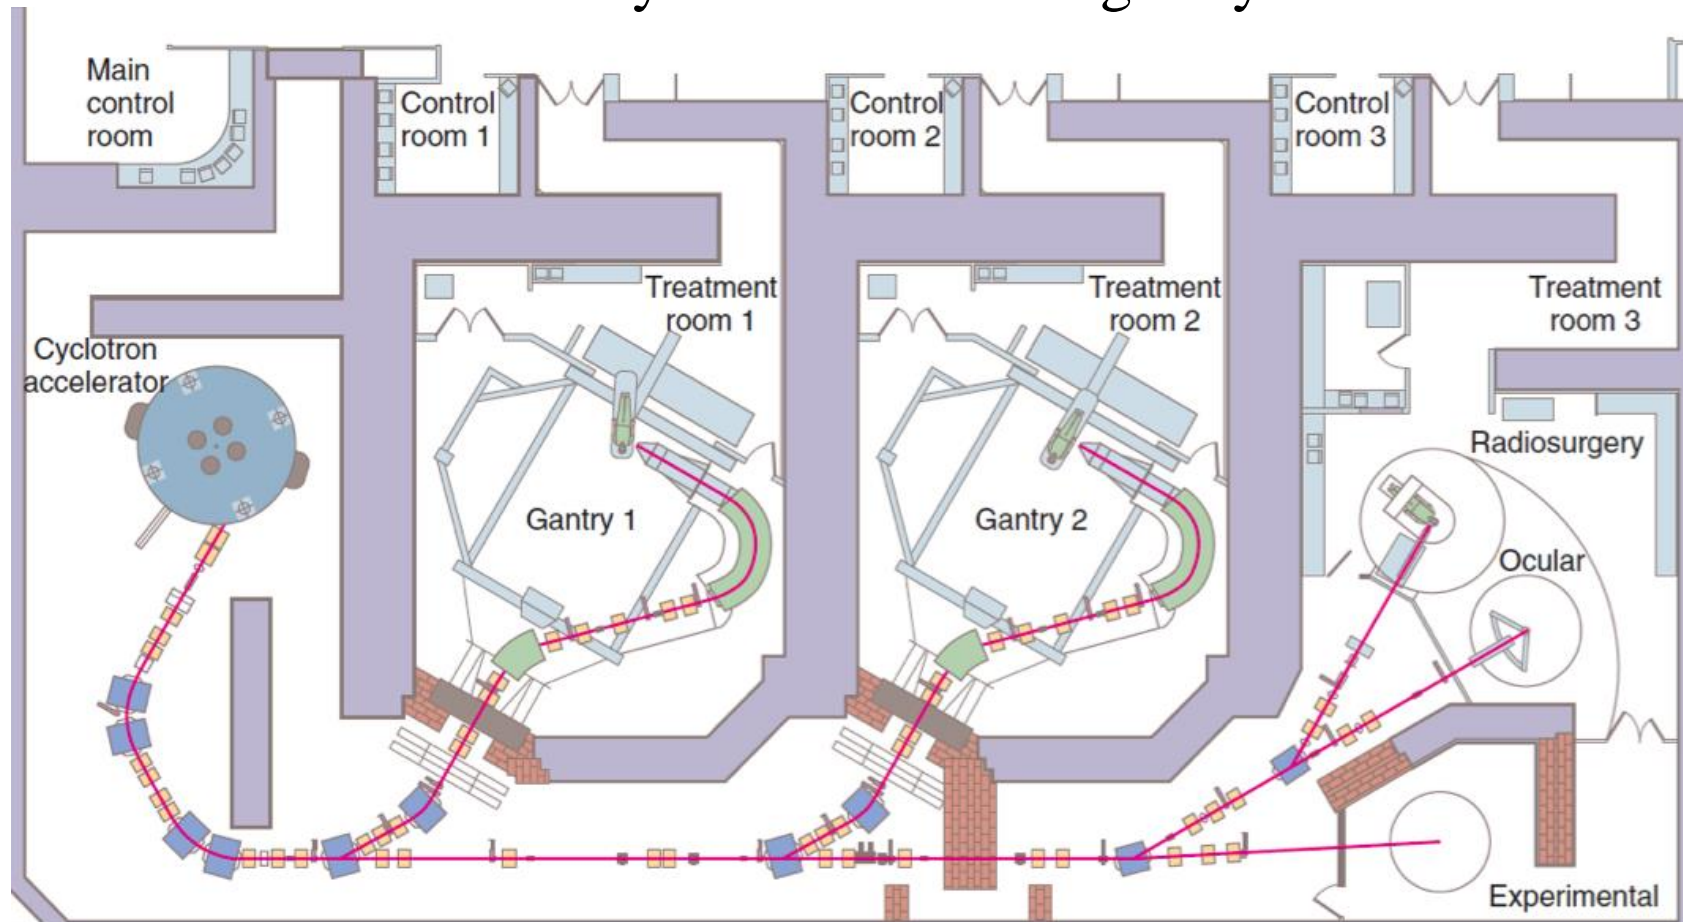 Main
control
room
Control
room 1
Control
room 2
Control
room 3
Treatment
room 1
Treatment
room 2
Treatment
room 3
Cyclotron
accelerator
Gantry 1
Gantry 2
Radiosurgery
Ocular
Experimental